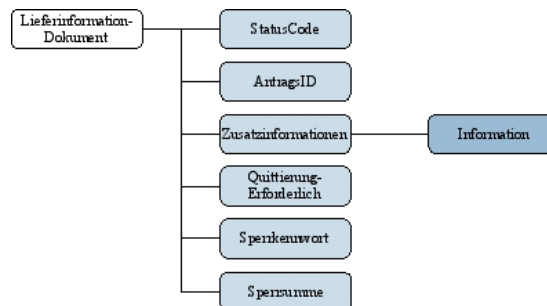 Lieferinformation-
Dokument
StatusCode
AntragsID
Zusatzinformationen
Information
Quittierung-
Erforderlich
Sperrkennwort
Sperrsumme